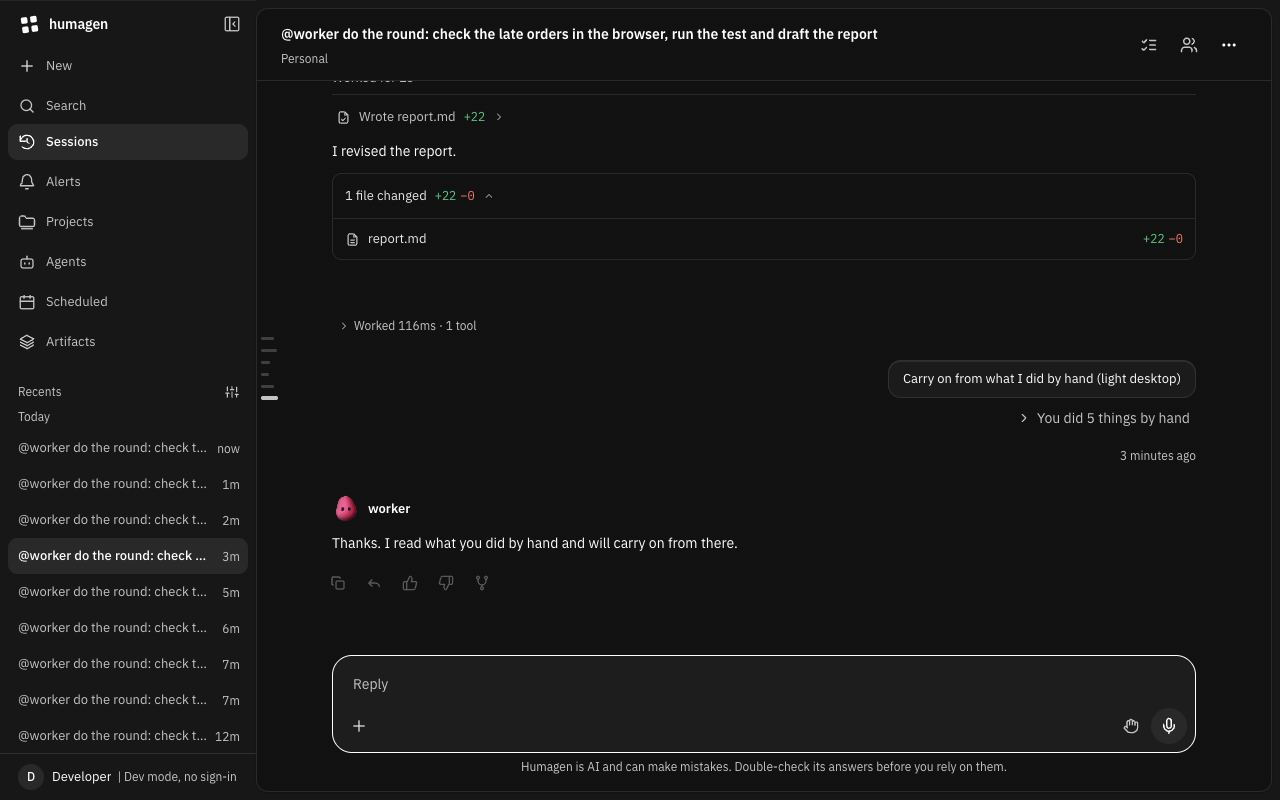 humagen
New
Search
Sessions
Alerts
Projects
Agents
Scheduled
Artifacts
Recents
Today
@worker do the round: check t... now
@worker do the round: check t... 1m
@worker do the round: check t... 2m
@worker do the round: check ... 3m
@worker do the round: check t... 5m
@worker do the round: check t... 6m
@worker do the round: check t... 7m
@worker do the round: check t... 7m
@worker do the round: check t... 12m
D Developer | Dev mode, no sign-in
@worker do the round: check the late orders in the browser, run the test and draft the report
Personal
Wrote report.md +22
I revised the report.
1 file changed +22 −0
report.md +22 −0
Worked 116ms · 1 tool
Carry on from what I did by hand (light desktop)
You did 5 things by hand
3 minutes ago
worker
Thanks. I read what you did by hand and will carry on from there.
Reply
Humagen is AI and can make mistakes. Double-check its answers before you rely on them.